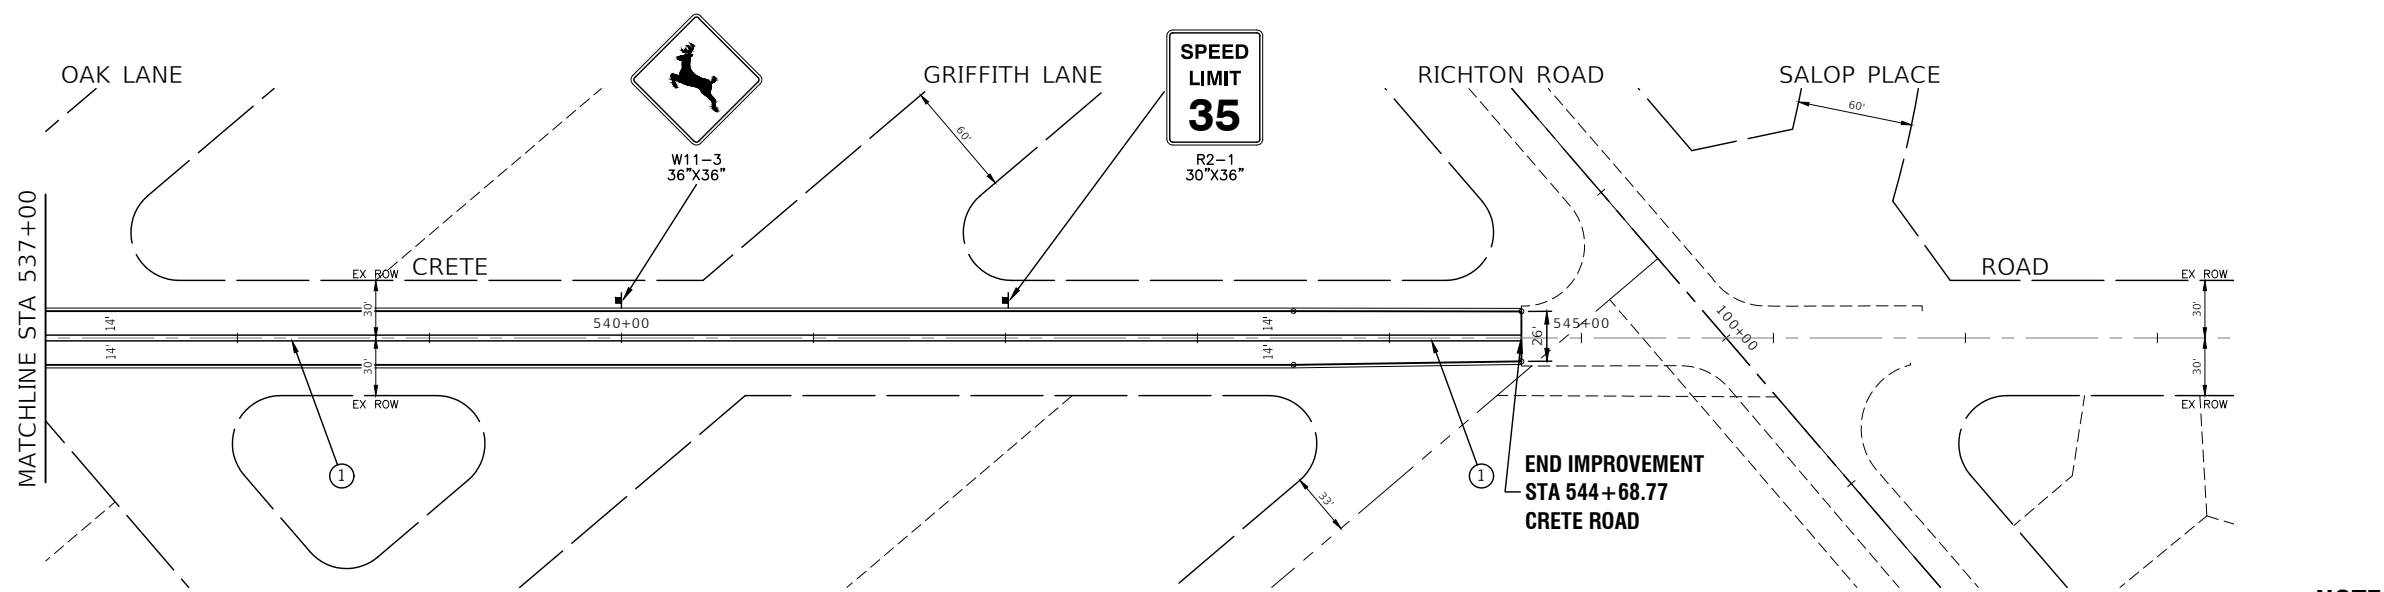 OAK LANE
GRIFFITH LANE
RICHTON ROAD
SALOP PLACE
SPEED
LIMIT
35
W11-3
36"X36"
R2-1
30"X36"
60'
60'
MATCHLINE STA 537+00
EX ROW
CRETE
ROAD
EX ROW
30'
30'
14'
540+00
14'
545+00
100+00
26'
14'
14'
30'
30'
EX ROW
EX ROW
1
1
33'
END IMPROVEMENT
STA 544+68.77
CRETE ROAD